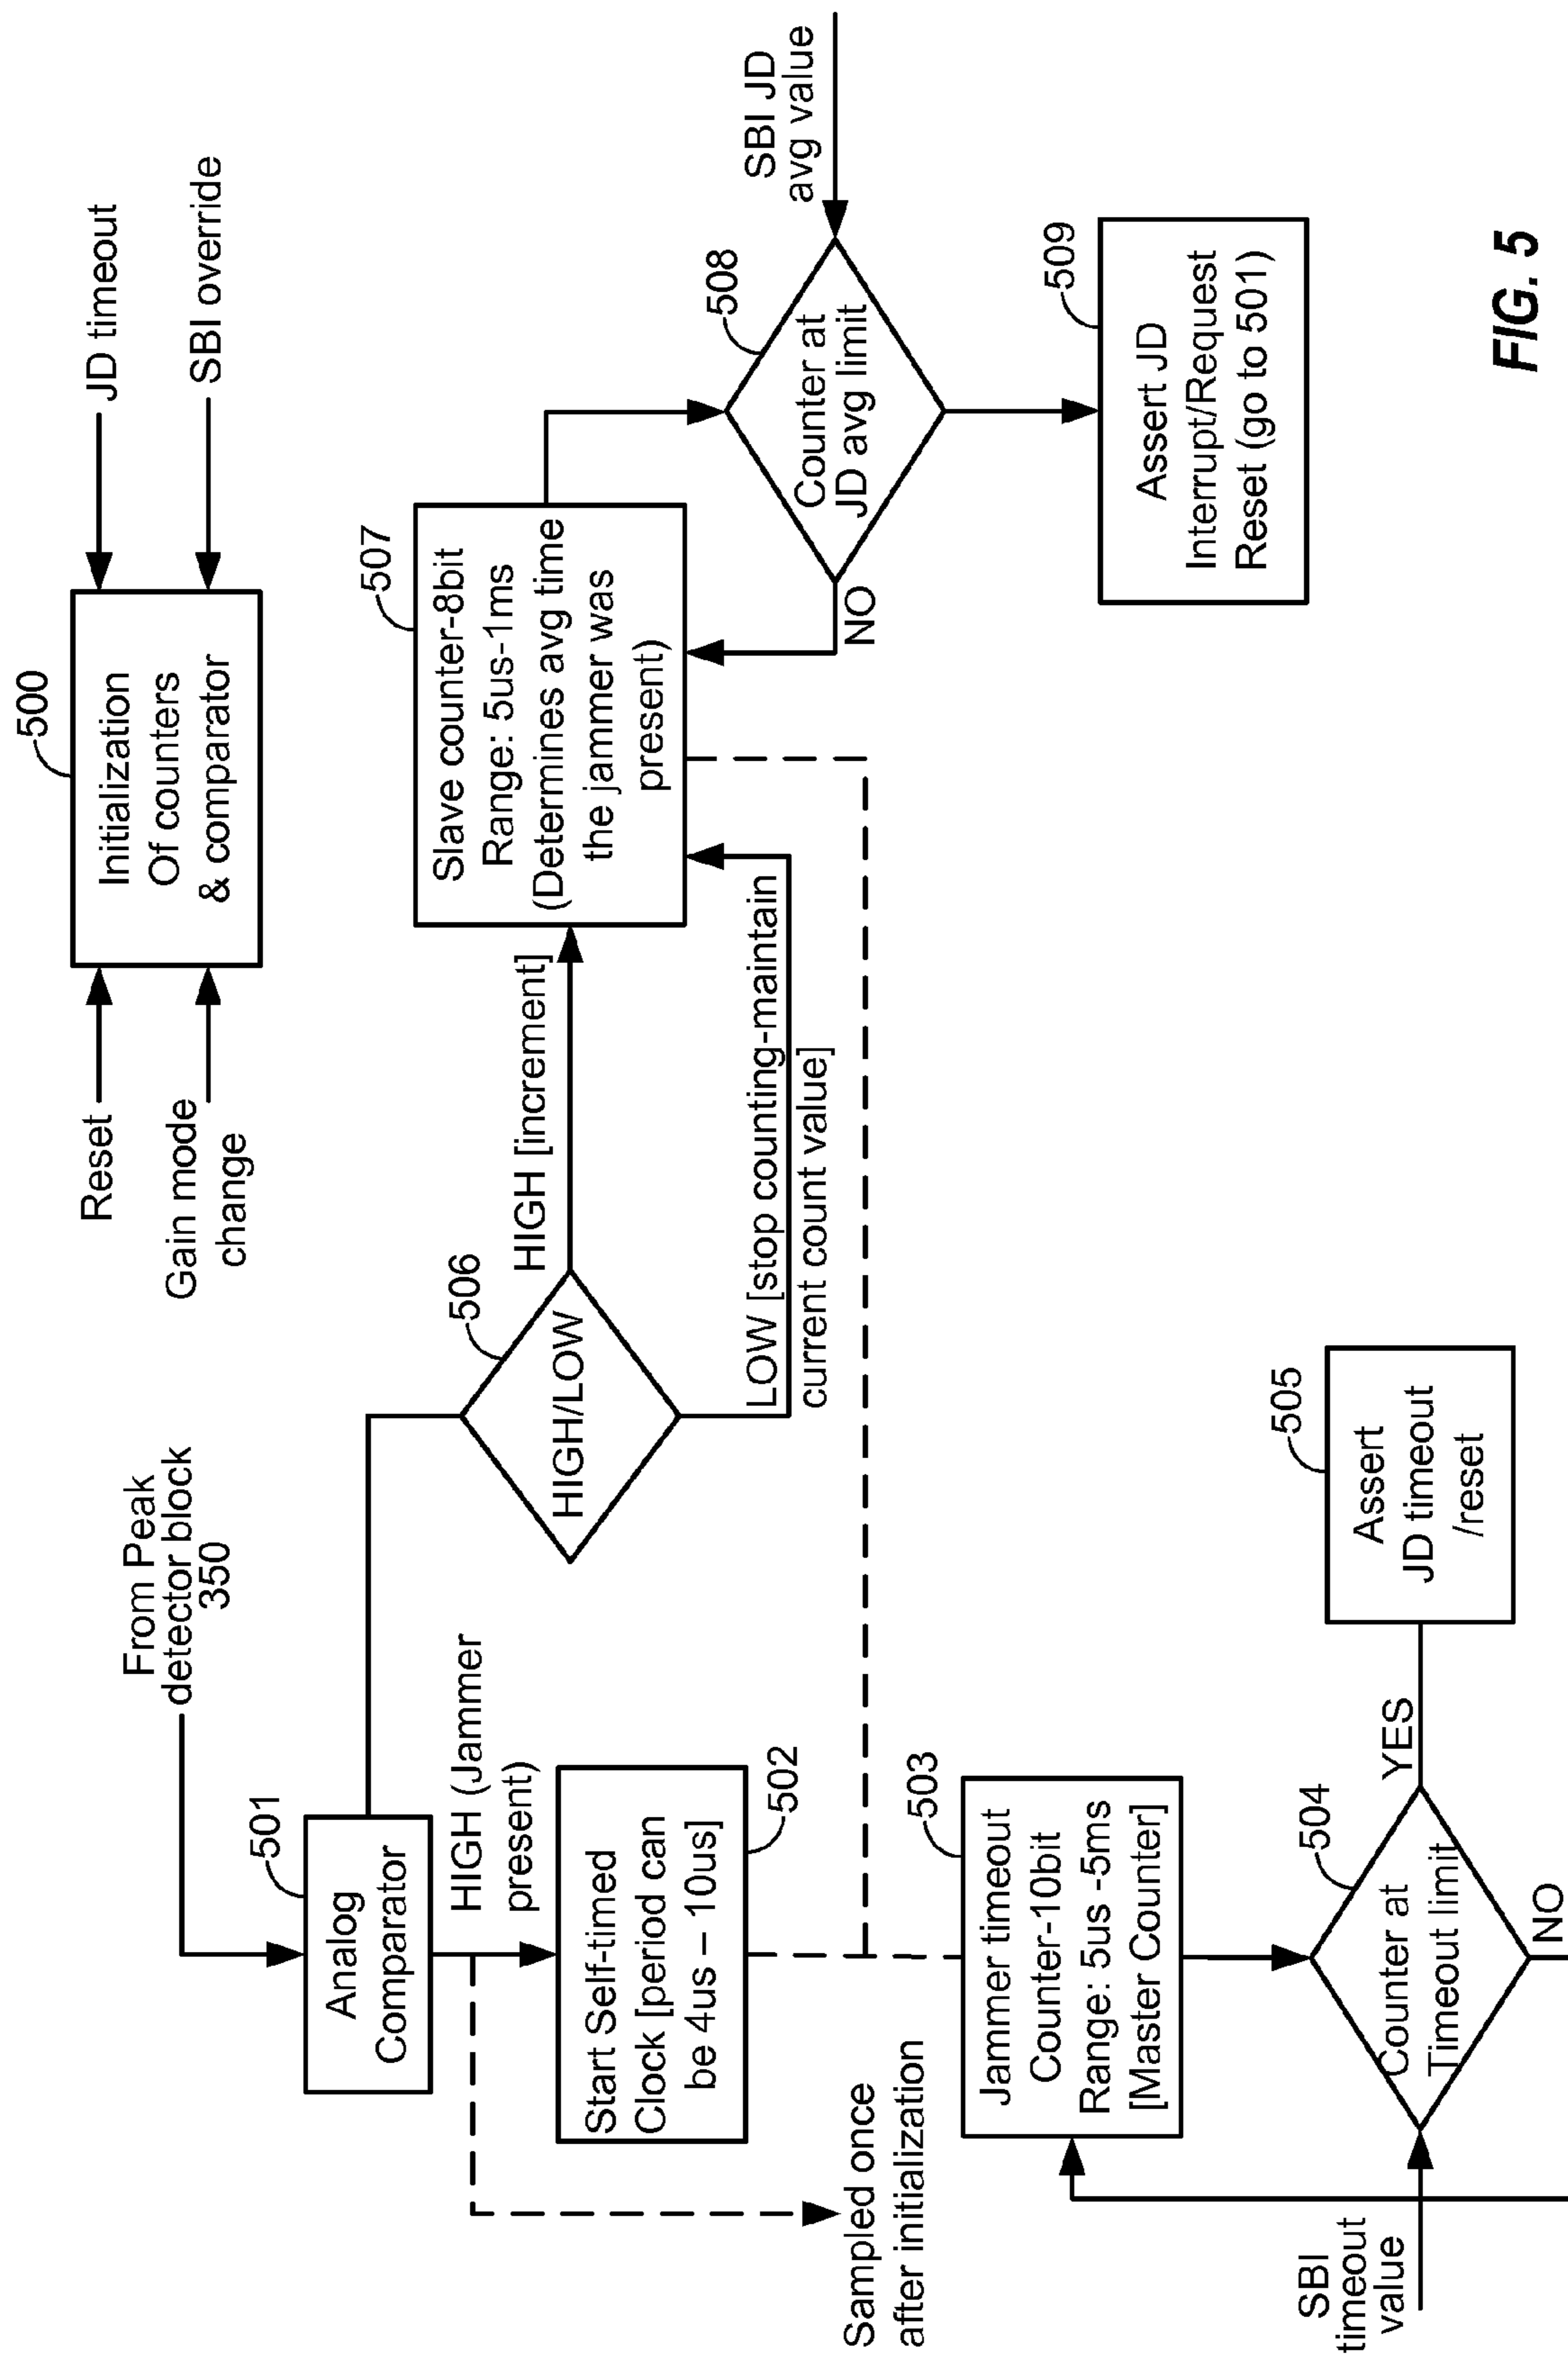 Reset
Gain mode
change
500
Initialization
Of counters
& comparator
JD timeout
SBI override
From Peak
detector block
350
501
Analog
Comparator
HIGH (Jammer
present)
502
Start Self-timed
Clock [period can
be 4us – 10us]
Sampled once
after initialization
503
Jammer timeout
Counter-10bit
Range: 5us -5ms
[Master Counter]
SBI
timeout
value
504
Counter at
Timeout limit
YES
NO
505
Assert
JD timeout
/reset
506
HIGH/LOW
HIGH [increment]
LOW [stop counting-maintain
current count value]
507
Slave counter-8bit
Range: 5us-1ms
(Determines avg time
the jammer was
present)
508
Counter at
JD avg limit
NO
SBI JD
avg value
509
Assert JD
Interrupt/Request
Reset (go to 501)
FIG. 5